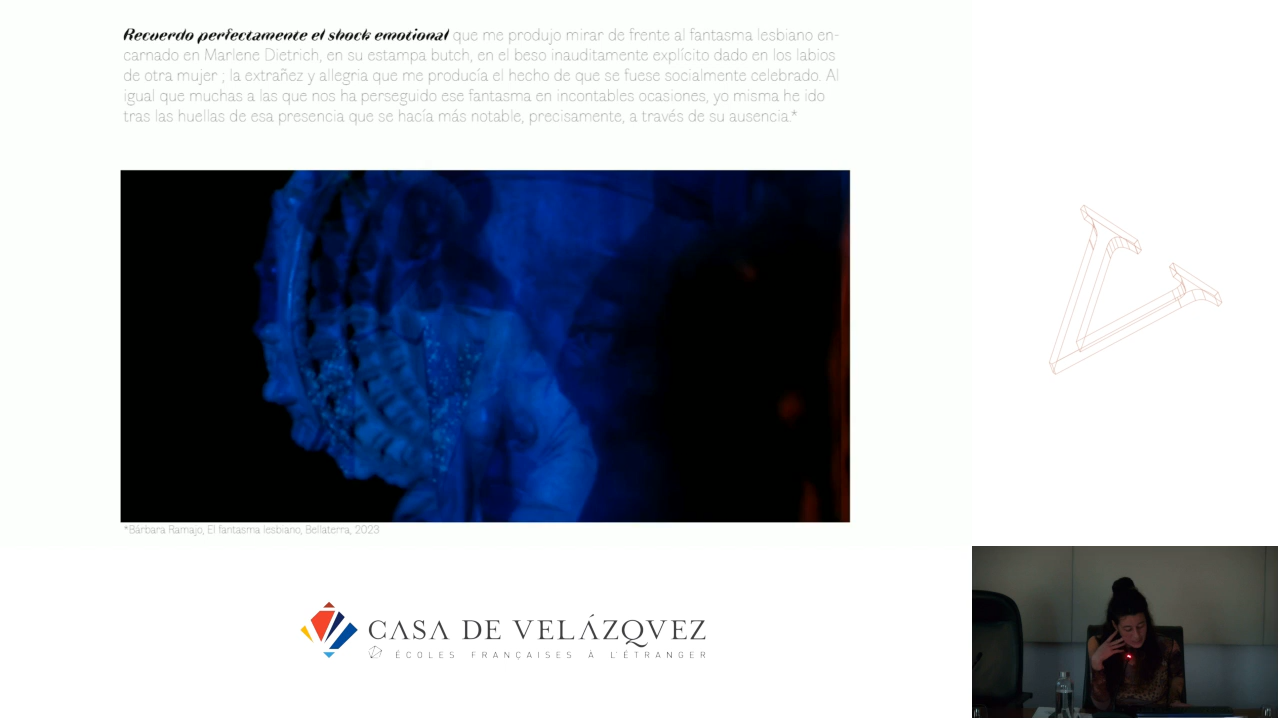 Recuerdo perfectamente el shock emotional que me produjo mirar de frente al fantasma lesbiano en-
carnado en Marlene Dietrich, en su estampa butch, en el beso inauditamente explícito dado en los labios
de otra mujer ; la extrañez y allegria que me producía el hecho de que se fuese socialmente celebrado. Al
igual que muchas a las que nos ha perseguido ese fantasma en incontables ocasiones, yo misma he ido
tras las huellas de esa presencia que se hacía más notable, precisamente, a través de su ausencia.*
*Bárbara Ramajo, El fantasma lesbiano, Bellaterra, 2023
CASA DE VELÁZQVEZ
ÉCOLES FRANÇAISES À L'ÉTRANGER